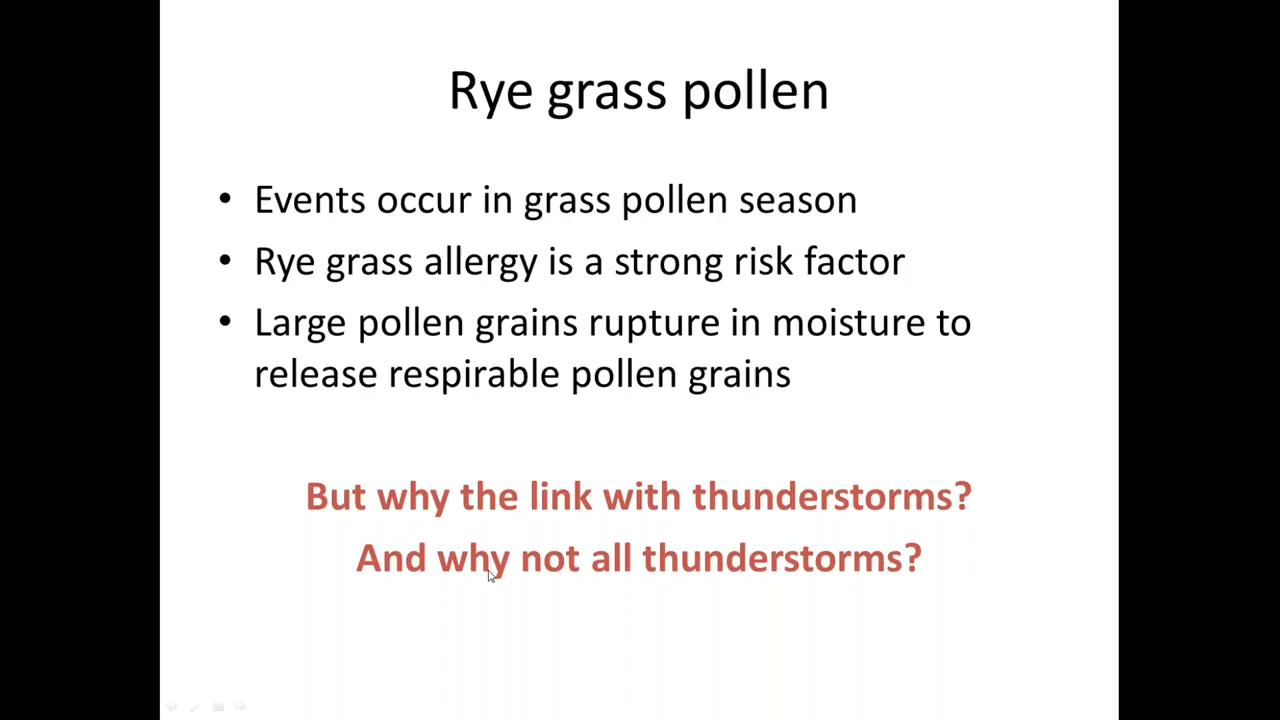 Rye grass pollen
• Events occur in grass pollen season
• Rye grass allergy is a strong risk factor
• Large pollen grains rupture in moisture to
release respirable pollen grains
But why the link with thunderstorms?
And why not all thunderstorms?